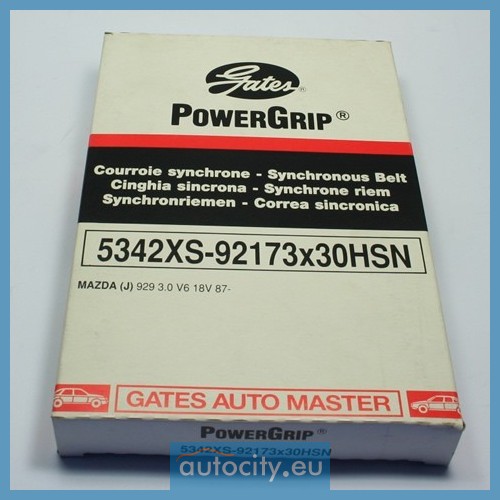 Gates®
POWERGRIP®
Courroie synchrone - Synchronous Belt
Cinghia sincrona - Synchrone riem
Synchronriemen - Correa sincronica
5342XS-92173x30HSN
MAZDA (J) 929 3.0 V6 18V 87-
GATES AUTO MASTER
POWERGRIP®
5342XS-92173x30HSN
autocity.eu